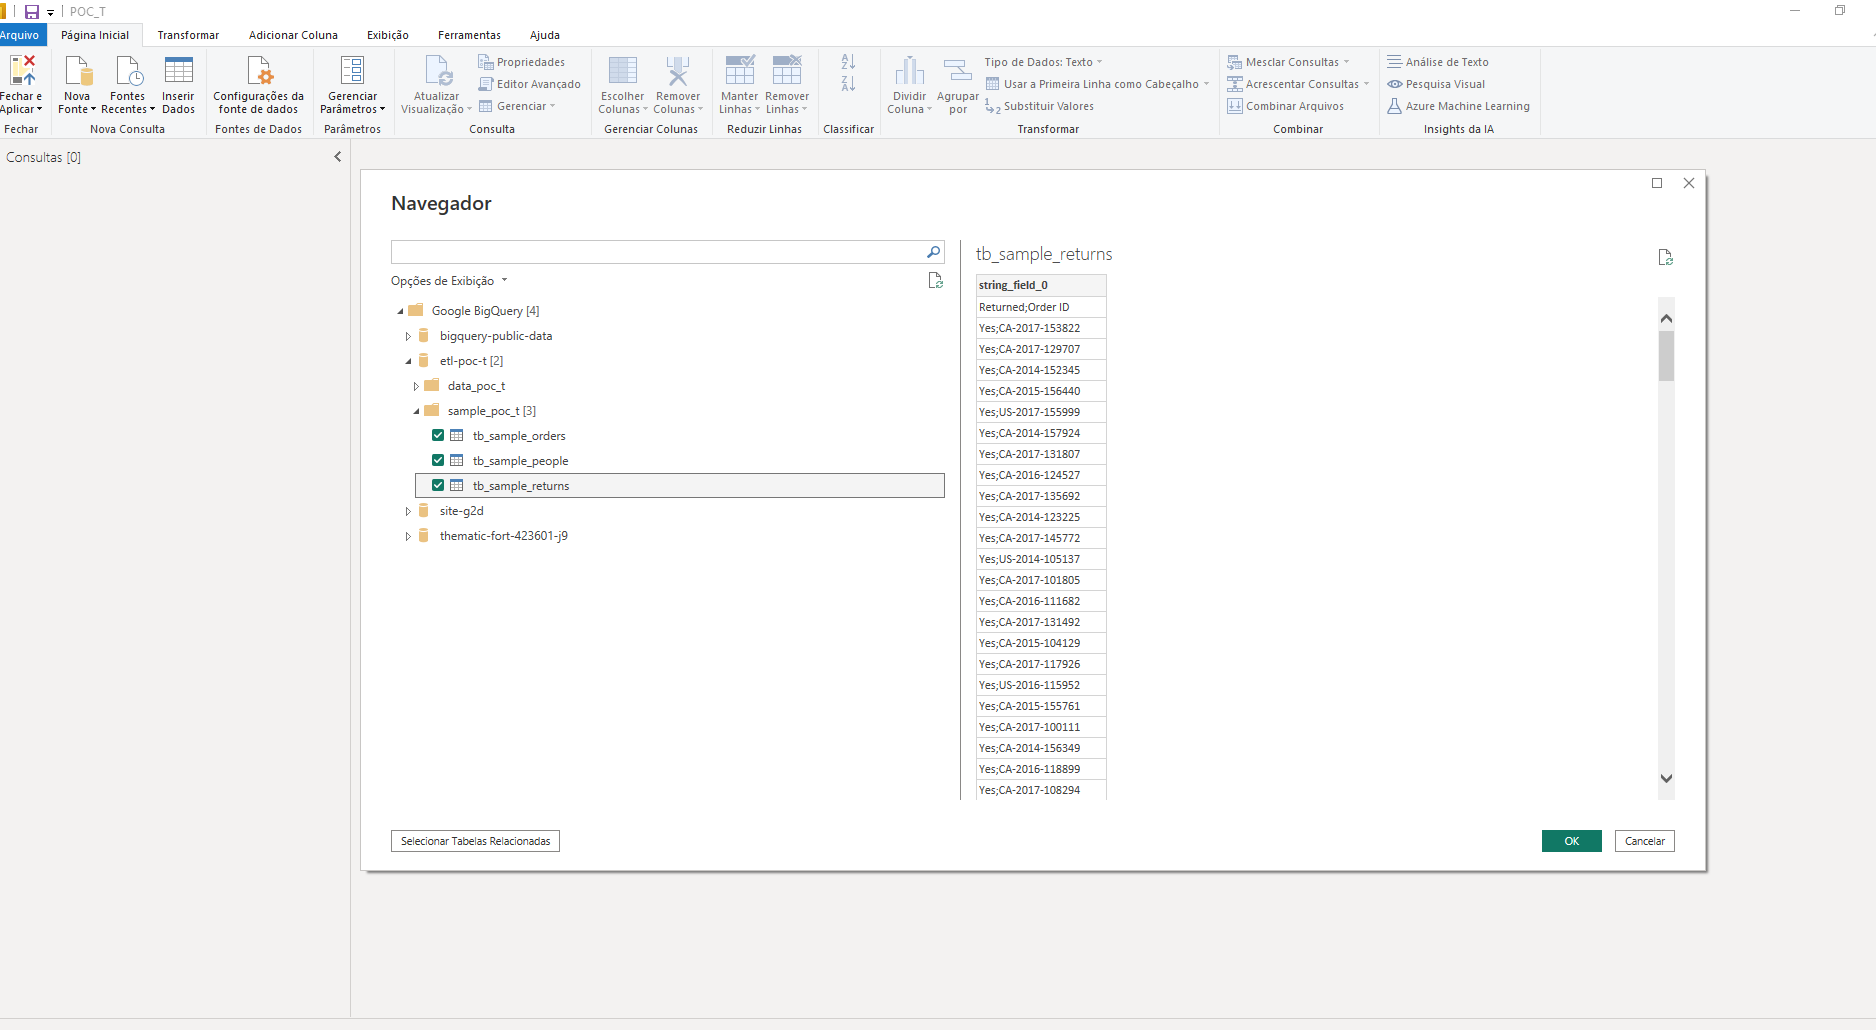 POC_T
Arquivo
Página Inicial
Transformar
Adicionar Coluna
Exibição
Ferramentas
Ajuda
Fechar e
Aplicar
Fechar
Nova
Fonte
Fontes
Recentes
Inserir
Dados
Nova Consulta
Configurações da
fonte de dados
Fontes de Dados
Gerenciar
Parâmetros
Parâmetros
Atualizar
Visualização
Propriedades
Editor Avançado
Gerenciar
Consulta
Escolher
Colunas
Remover
Colunas
Gerenciar Colunas
Manter
Linhas
Remover
Linhas
Reduzir Linhas
A
Z
Z
A
Classificar
Dividir
Coluna
Agrupar
por
Tipo de Dados: Texto
Usar a Primeira Linha como Cabeçalho
1
2
Substituir Valores
Transformar
Mesclar Consultas
Acrescentar Consultas
Combinar Arquivos
Combinar
Análise de Texto
Pesquisa Visual
Azure Machine Learning
Insights da IA
Consultas [0]
Navegador
Opções de Exibição
Google BigQuery [4]
bigquery-public-data
etl-poc-t [2]
data_poc_t
sample_poc_t [3]
tb_sample_orders
tb_sample_people
tb_sample_returns
site-g2d
thematic-fort-423601-j9
tb_sample_returns
string_field_0
Returned;Order ID
Yes;CA-2017-153822
Yes;CA-2017-129707
Yes;CA-2014-152345
Yes;CA-2015-156440
Yes;US-2017-155999
Yes;CA-2014-157924
Yes;CA-2017-131807
Yes;CA-2016-124527
Yes;CA-2017-135692
Yes;CA-2014-123225
Yes;CA-2017-145772
Yes;US-2014-105137
Yes;CA-2017-101805
Yes;CA-2016-111682
Yes;CA-2017-131492
Yes;CA-2015-104129
Yes;CA-2017-117926
Yes;US-2016-115952
Yes;CA-2015-155761
Yes;CA-2017-100111
Yes;CA-2014-156349
Yes;CA-2016-118899
Yes;CA-2017-108294
Selecionar Tabelas Relacionadas
OK
Cancelar